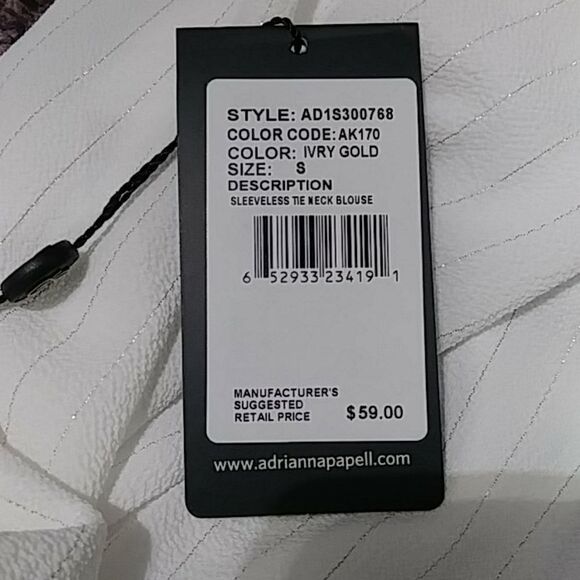 STYLE: AD1S300768
COLOR CODE: AK170
COLOR: IVRY GOLD
SIZE: S
DESCRIPTION
SLEEVELESS TIE NECK BLOUSE
6 52933 23419 1
MANUFACTURER'S
SUGGESTED
RETAIL PRICE $59.00
www.adriannapapell.com